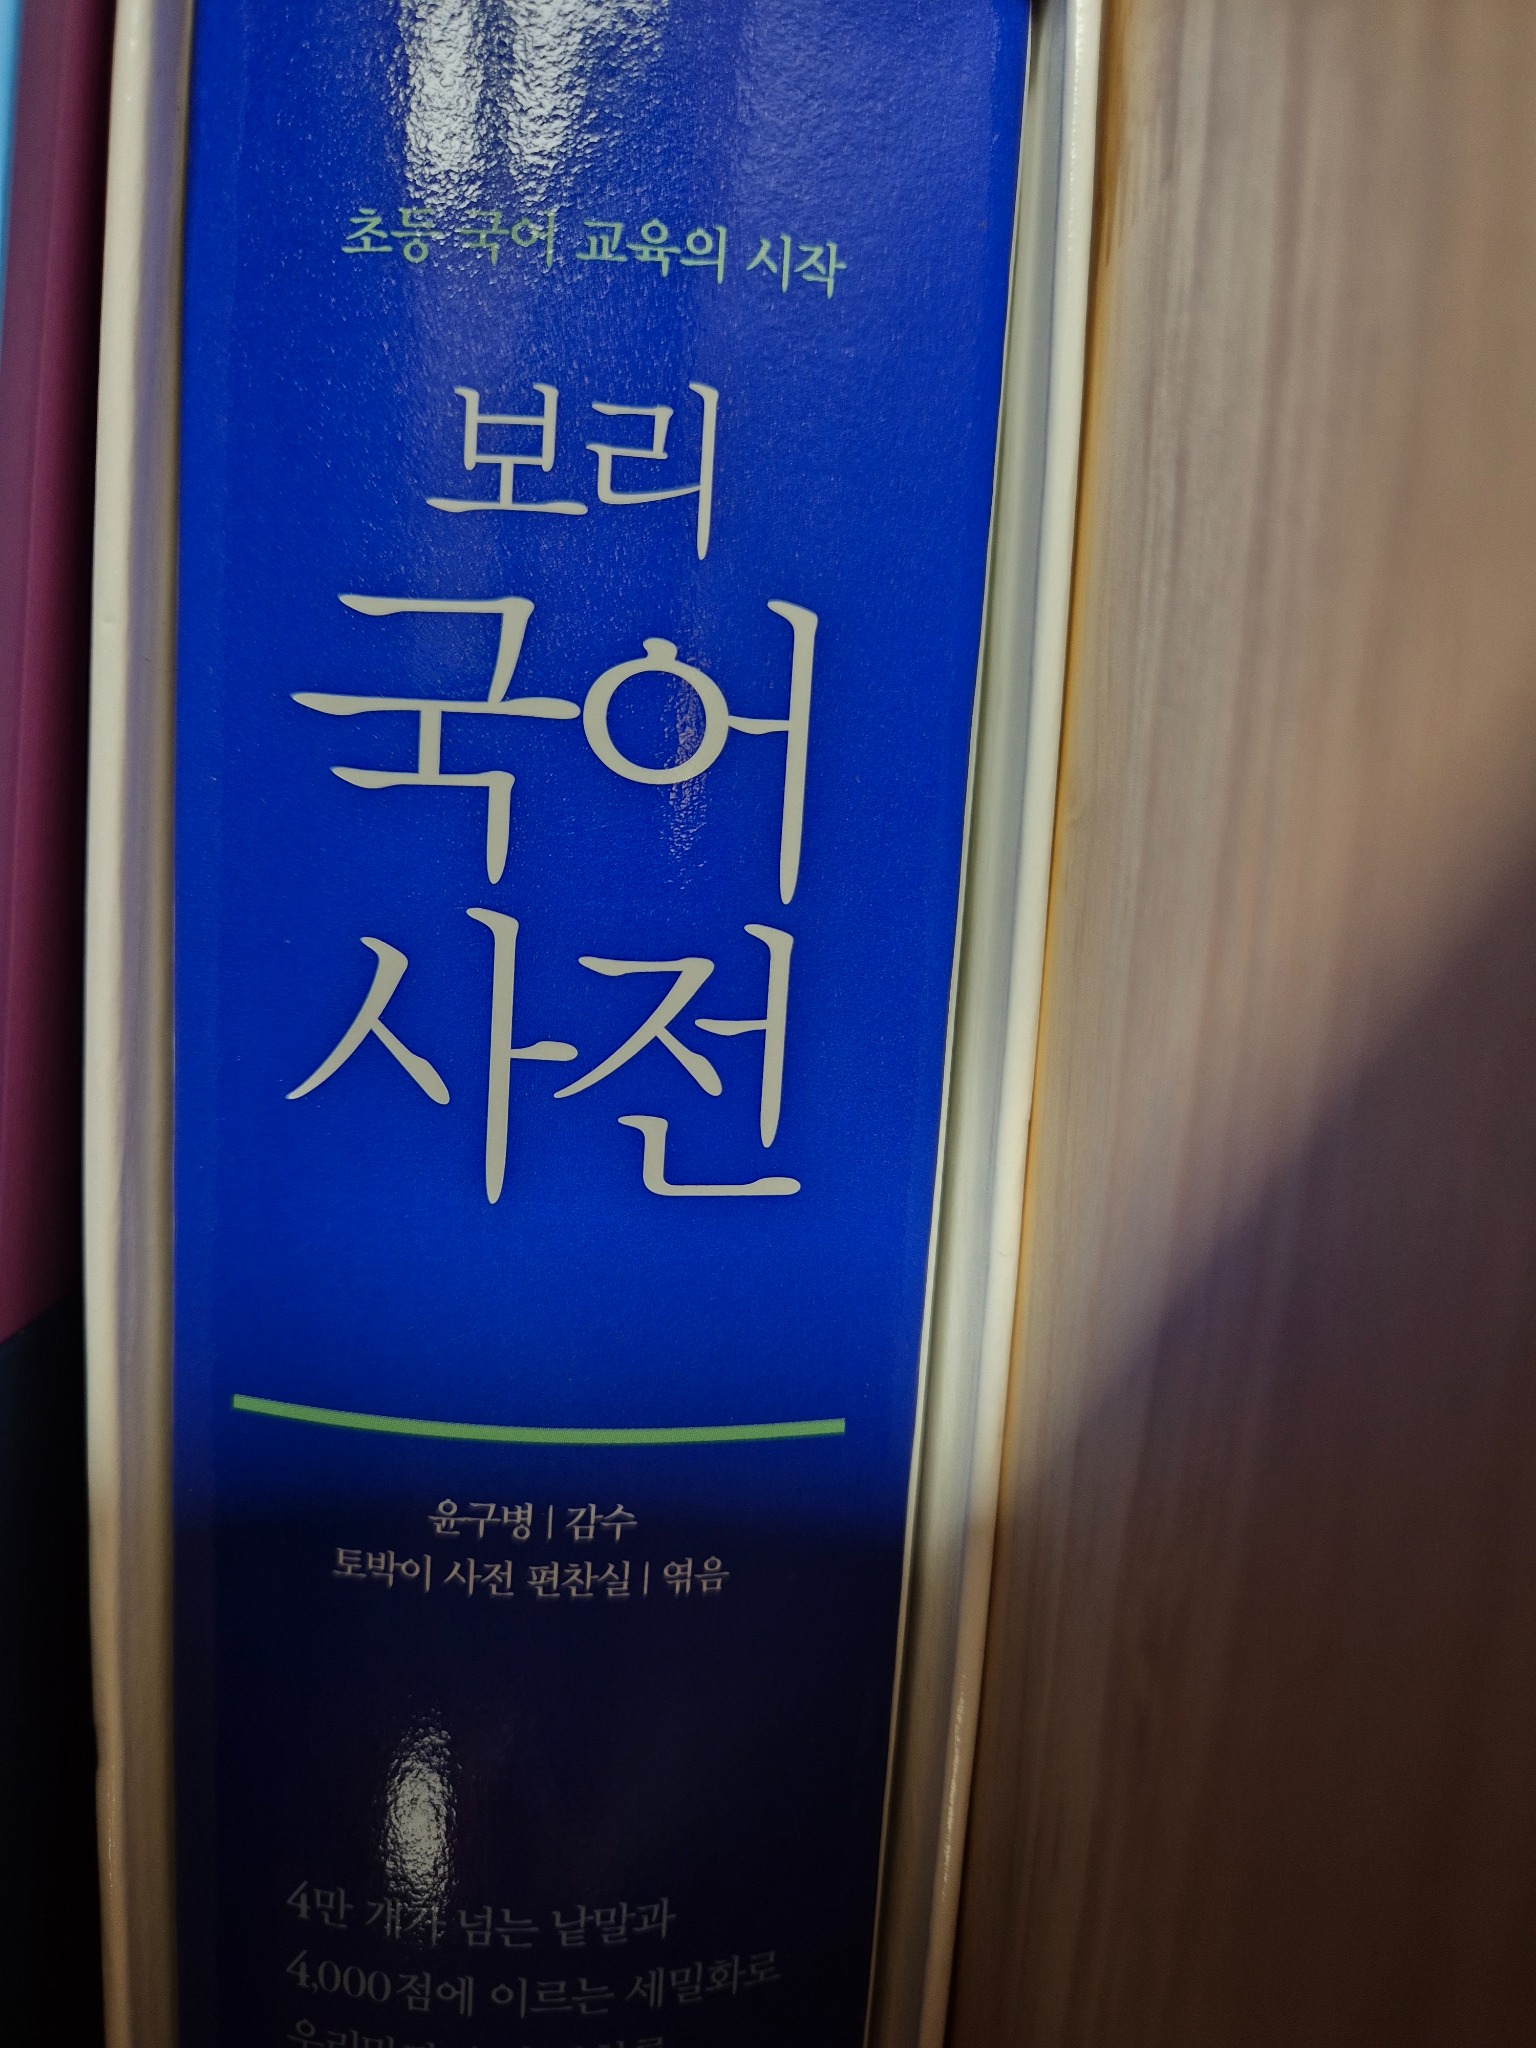 초등 국어 교육의 시작
보리
국어
사전
윤구병 | 감수
토박이 사전 편찬실 | 엮음
4만 개가 넘는 낱말과
4,000점에 이르는 세밀화로